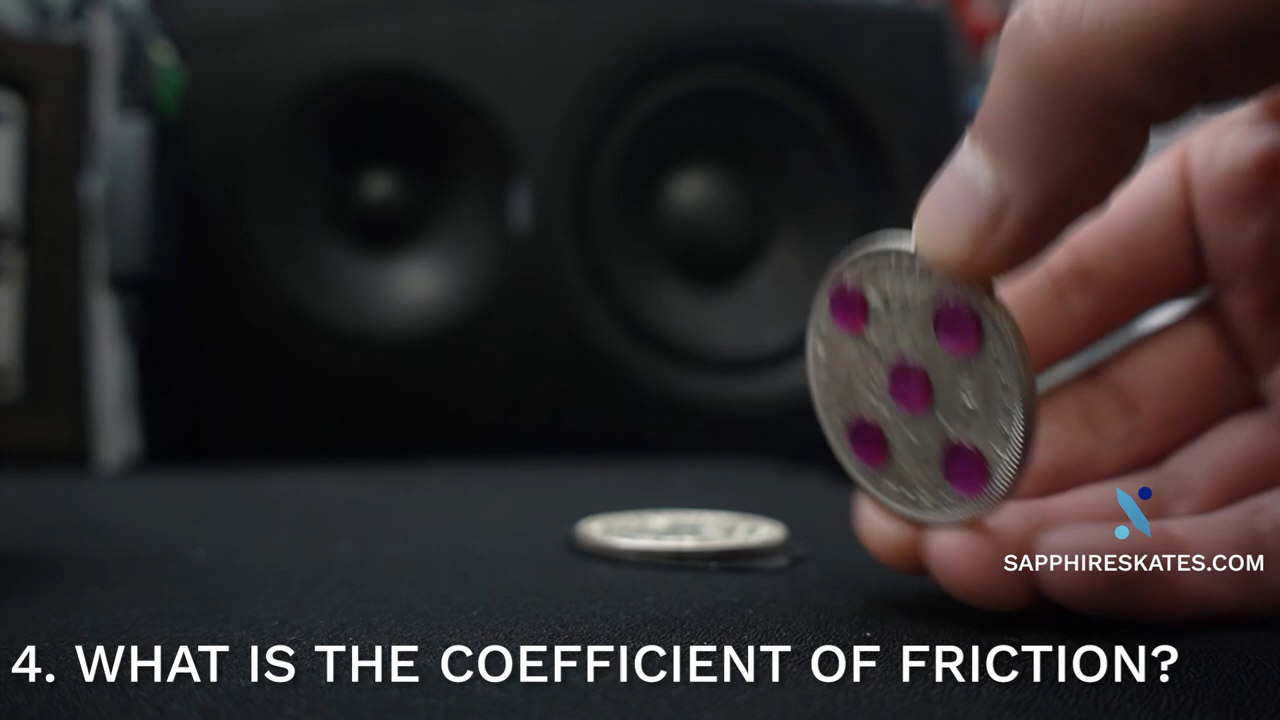 SAPPHIRESKATES.COM
4. WHAT IS THE COEFFICIENT OF FRICTION?